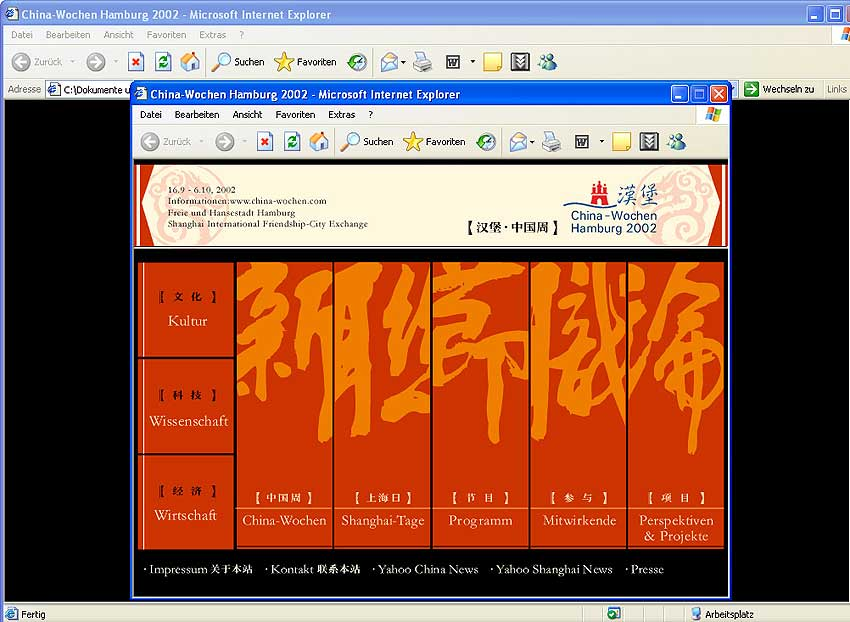 China-Wochen Hamburg 2002 - Microsoft Internet Explorer
Datei Bearbeiten Ansicht Favoriten Extras ?
Zurück Suchen Favoriten
Adresse C:\Dokumente u Wechseln zu Links
China-Wochen Hamburg 2002 - Microsoft Internet Explorer
Datei Bearbeiten Ansicht Favoriten Extras ?
Zurück Suchen Favoriten
16.9 - 6.10, 2002
Informationen:www.china-wochen.com
Freie und Hansestadt Hamburg
Shanghai International Friendship-City Exchange
【汉堡·中国周】
漢堡
China-Wochen
Hamburg 2002
【文化】
Kultur
【科技】
Wissenschaft
【经济】
Wirtschaft
【中国周】
China-Wochen
【上海日】
Shanghai-Tage
【节目】
Programm
【参与】
Mitwirkende
【项目】
Perspektiven
& Projekte
·Impressum 关于本站 ·Kontakt 联系本站 ·Yahoo China News ·Yahoo Shanghai News ·Presse
Fertig Arbeitsplatz